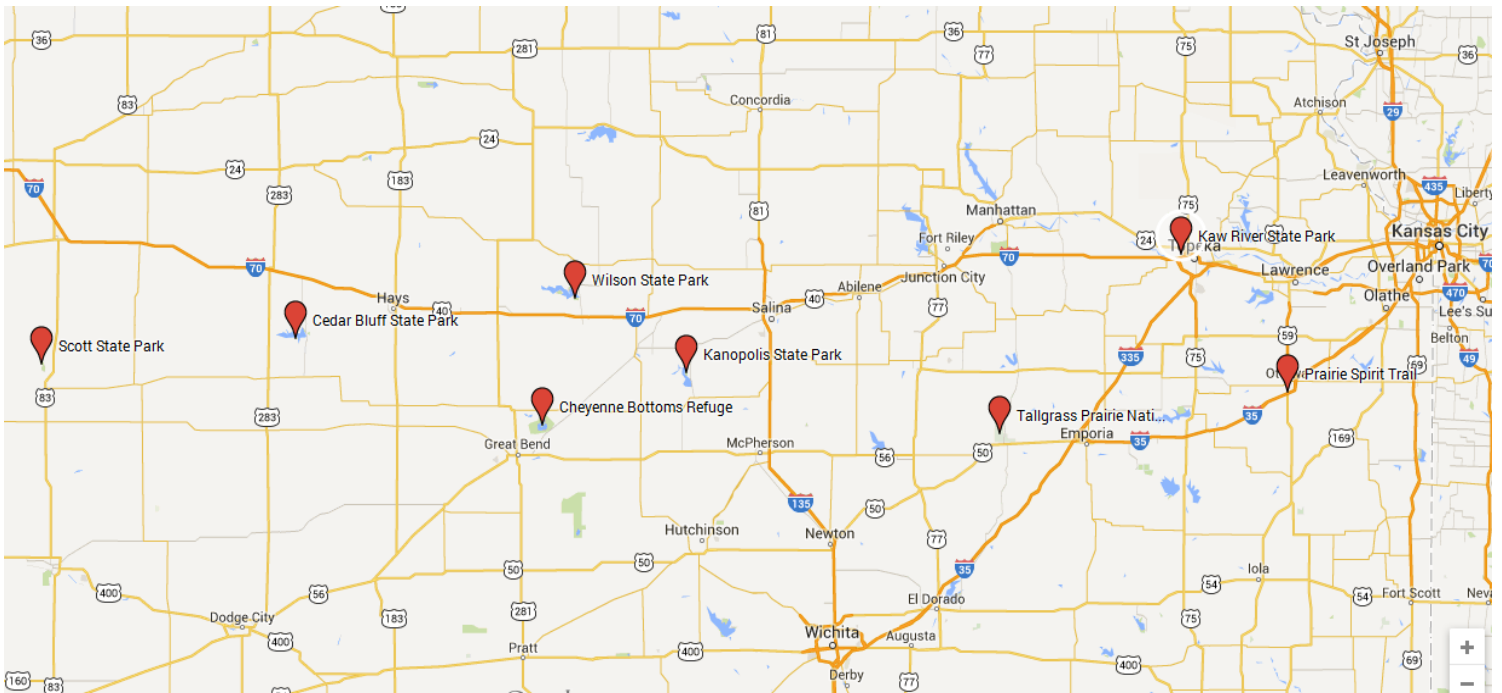 36
83
24
283
70
183
281
24
81
Concordia
36
77
75
St Joseph
36
Atchison
29
Leavenworth
435
Liberty
Manhattan
Fort Riley
Junction City
70
24
75
Kaw River State Park
Kansas City
70
Lawrence
Overland Park
Olathe
470
Lee's Su
Belton
49
81
70
Hays
40
Wilson State Park
70
Salina
40
Abilene
77
Cedar Bluff State Park
Scott State Park
83
Kanopolis State Park
335
75
59
Prairie Spirit Trail
69
283
Cheyenne Bottoms Refuge
Great Bend
McPherson
56
50
Tallgrass Prairie Nati...
Emporia
35
35
169
135
50
Hutchinson
Newton
77
50
50
35
400
56
183
281
Dodge City
400
Pratt
400
Wichita
Derby
El Dorado
Augusta
77
54
Iola
54
Fort Scott
Neva
75
400
69
160
83
+
−